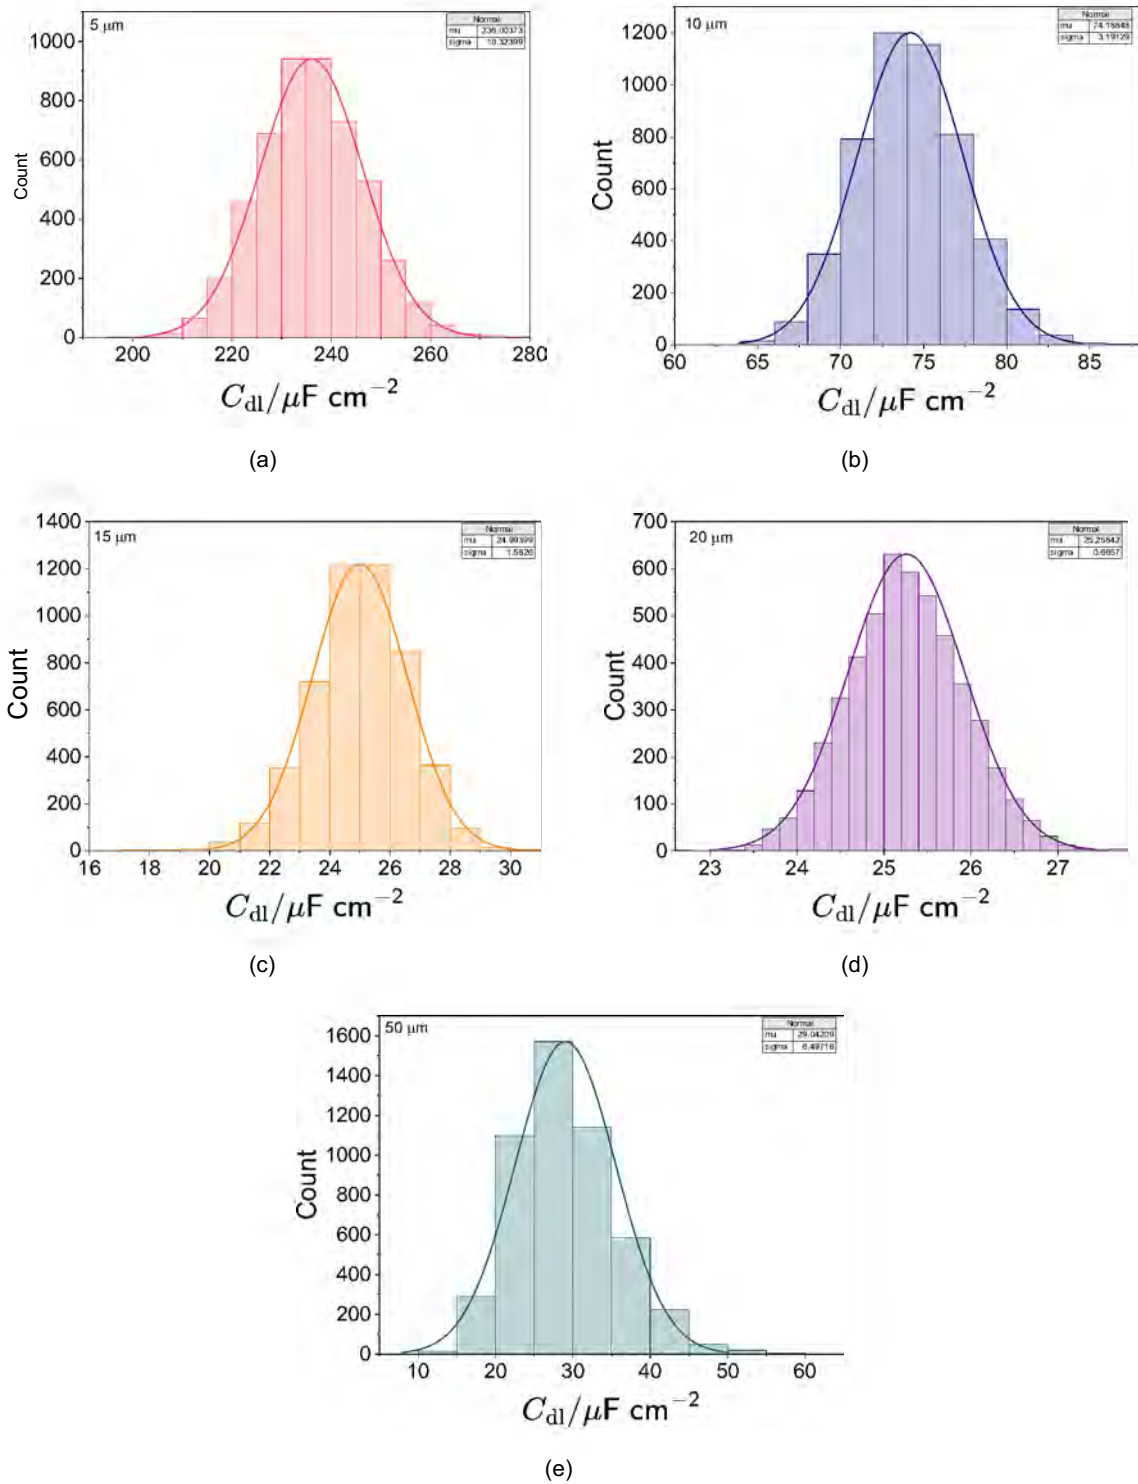 5 μm
Normal
mu 236.00373
sigma 10.32399
1000
800
600
400
200
0
Count
200 220 240 260 280
C_dl/μF cm⁻²
(a)
10 μm
Normal
mu 74.18848
sigma 3.19129
1200
1000
800
600
400
200
0
Count
60 65 70 75 80 85
C_dl/μF cm⁻²
(b)
15 μm
Normal
mu 24.99399
sigma 1.5826
1400
1200
1000
800
600
400
200
0
Count
16 18 20 22 24 26 28 30
C_dl/μF cm⁻²
(c)
20 μm
Normal
mu 25.25842
sigma 0.6657
700
600
500
400
300
200
100
0
Count
23 24 25 26 27
C_dl/μF cm⁻²
(d)
50 μm
Normal
mu 29.04209
sigma 6.49716
1600
1400
1200
1000
800
600
400
200
0
Count
10 20 30 40 50 60
C_dl/μF cm⁻²
(e)